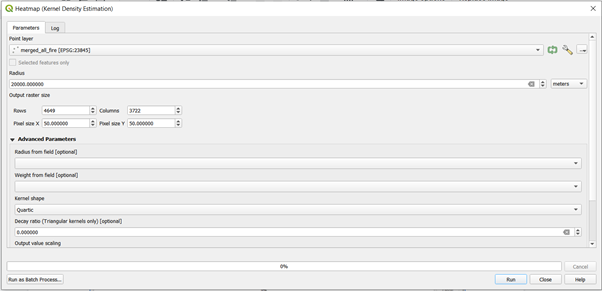 Heatmap (Kernel Density Estimation)
Parameters Log
Point layer
merged_all_fire [EPSG:23845]
Selected features only
Radius
20000.000000 meters
Output raster size
Rows 4649 Columns 3722
Pixel size X 50.000000 Pixel size Y 50.000000
Advanced Parameters
Radius from field [optional]
Weight from field [optional]
Kernel shape
Quartic
Decay ratio (Triangular kernels only) [optional]
0.000000
Output value scaling
0% Cancel
Run as Batch Process... Run Close Help